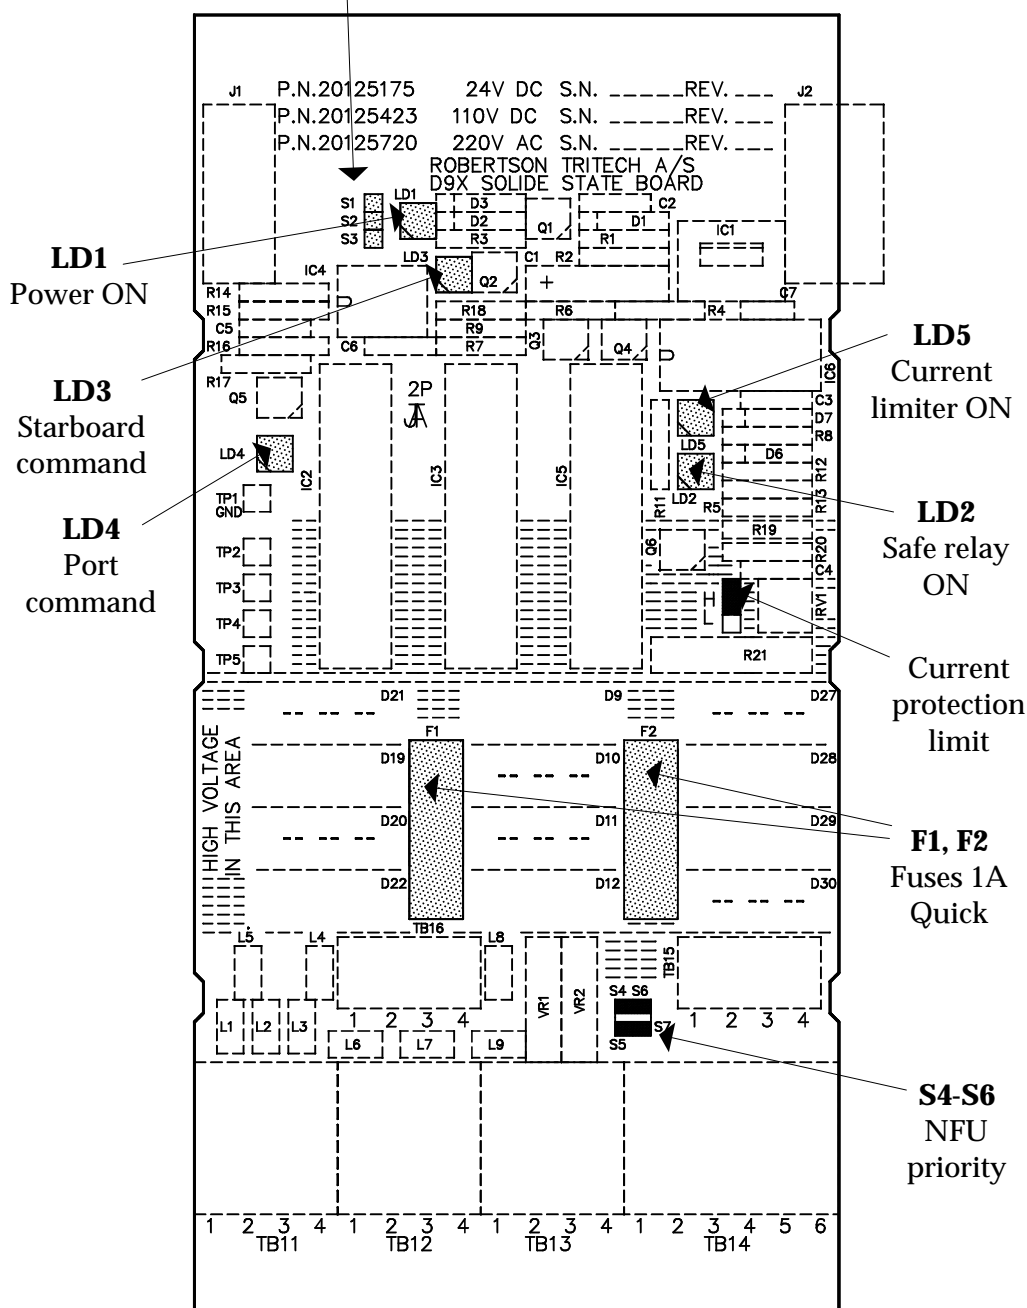 J1
P.N.20125175 24V DC S.N. ______REV. ___
J2
P.N.20125423 110V DC S.N. ______REV. ___
P.N.20125720 220V AC S.N. ______REV. ___
ROBERTSON TRITECH A/S
D9X SOLIDE STATE BOARD
S1 LD1 D3 C2
S2 D2 Q1 D1 IC1
S3 R3 R1
LD1
Power ON
IC4 LD3 Q2 C1 R2 +
R14 C7
R15 R18 R6 R4
C5 R9
R16 C6 R7 Q3 Q4
IC6
LD5
Current
limiter ON
LD3
Starboard
command
R17
Q5
2P
JA
C3
D7
R8
LD5
D6
LD4
IC2 IC3 IC5
R12
LD2
R11
R5
R13
TP1
GND
LD4
Port
command
LD2
Safe relay
ON
R19
TP2
Q6
R20
C4
TP3
RV1
TP4
TP5
R21
Current
protection
limit
D21 D9 D27
F1 F2
HIGH VOLTAGE
IN THIS AREA
D19 D10 D28
D20 D11 D29
D22 D12 D30
F1, F2
Fuses 1A
Quick
TB16
L5 L4 L8
TB15
VR1 VR2
S4 S6
S7
S5
1 2 3 4
1 2 3 4
L1 L2 L3
L6 L7 L9
S4-S6
NFU
priority
1 2 3 4 1 2 3 4 1 2 3 4 1 2 3 4 5 6
TB11 TB12 TB13 TB14